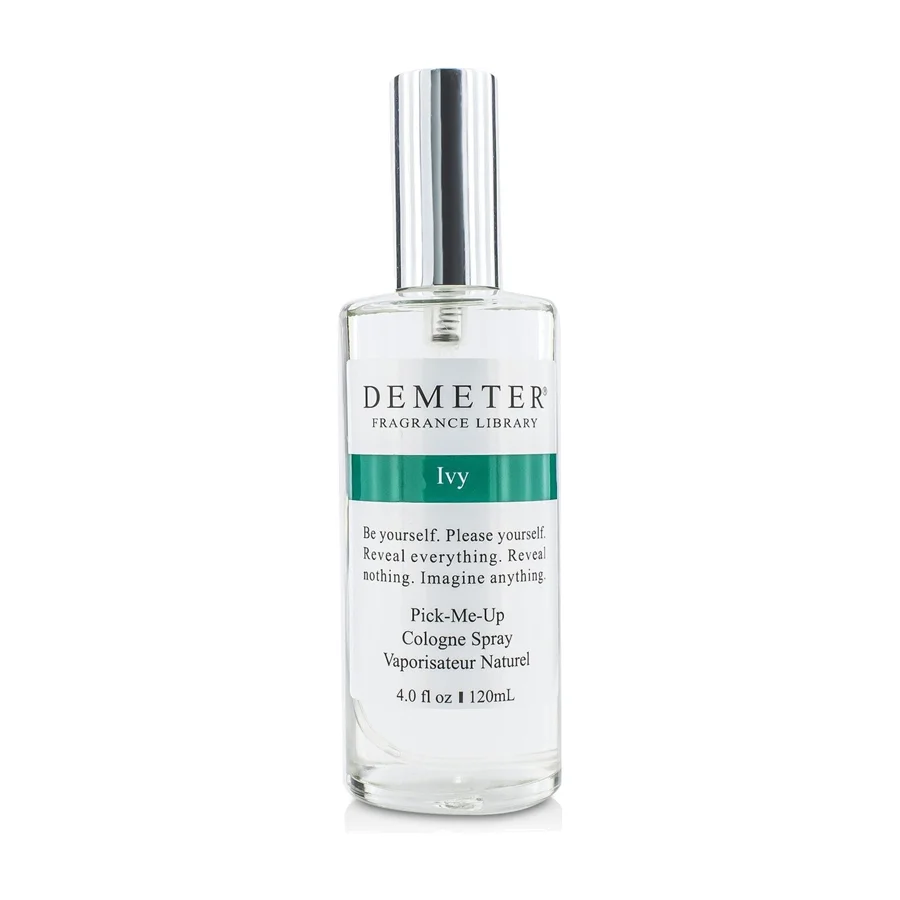 DEMETER®
FRAGRANCE LIBRARY
Ivy
Be yourself. Please yourself.
Reveal everything. Reveal
nothing. Imagine anything.
Pick-Me-Up
Cologne Spray
Vaporisateur Naturel
4.0 fl oz ❙ 120mL